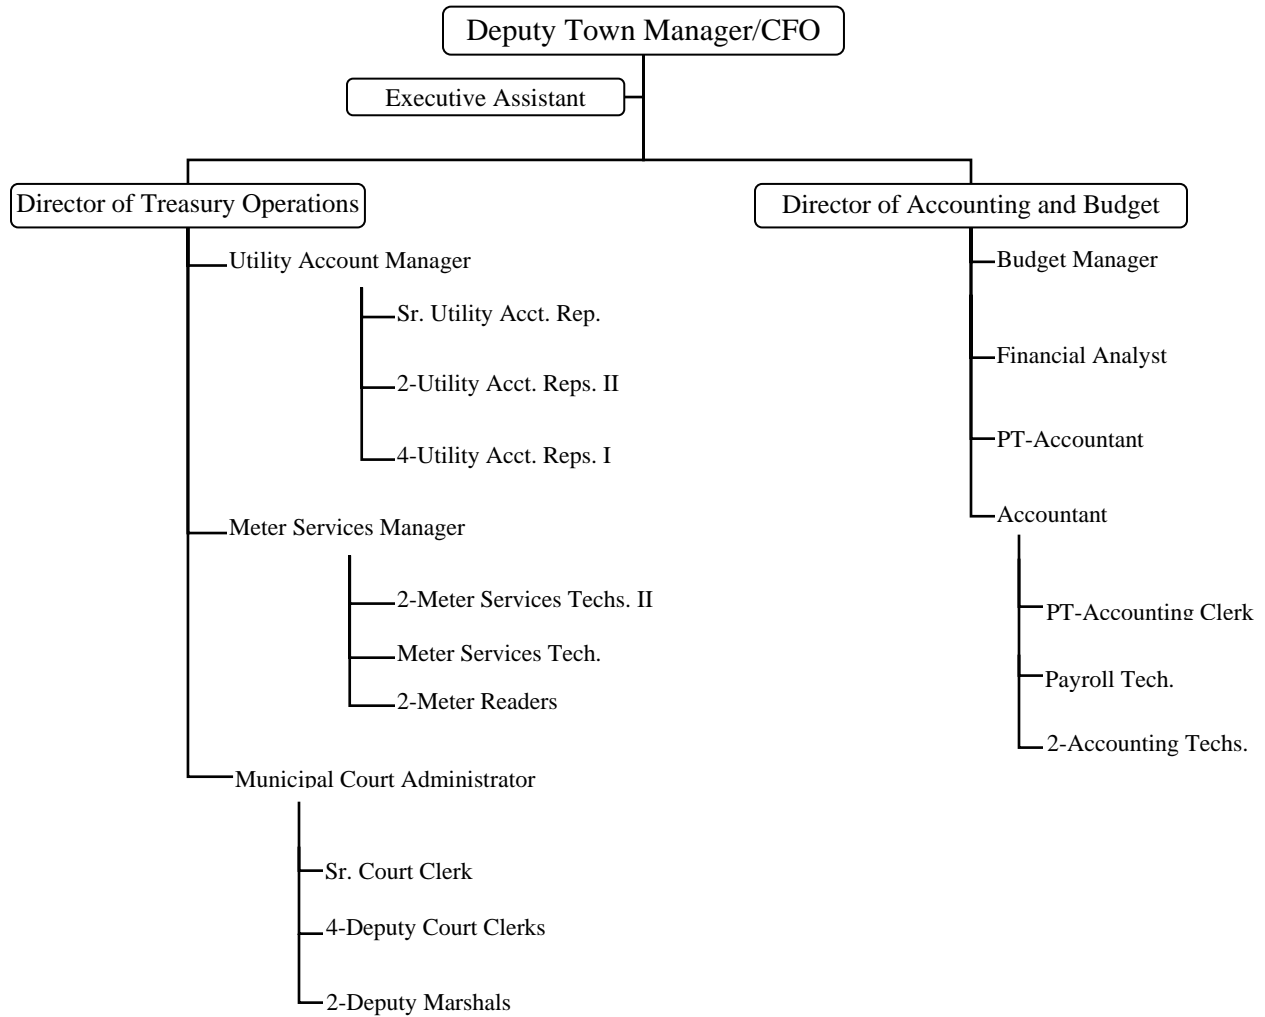 Deputy Town Manager/CFO
Executive Assistant
Director of Treasury Operations
Utility Account Manager
Sr. Utility Acct. Rep.
2-Utility Acct. Reps. II
4-Utility Acct. Reps. I
Meter Services Manager
2-Meter Services Techs. II
Meter Services Tech.
2-Meter Readers
Municipal Court Administrator
Sr. Court Clerk
4-Deputy Court Clerks
2-Deputy Marshals
Director of Accounting and Budget
Budget Manager
Financial Analyst
PT-Accountant
Accountant
PT-Accounting Clerk
Payroll Tech.
2-Accounting Techs.